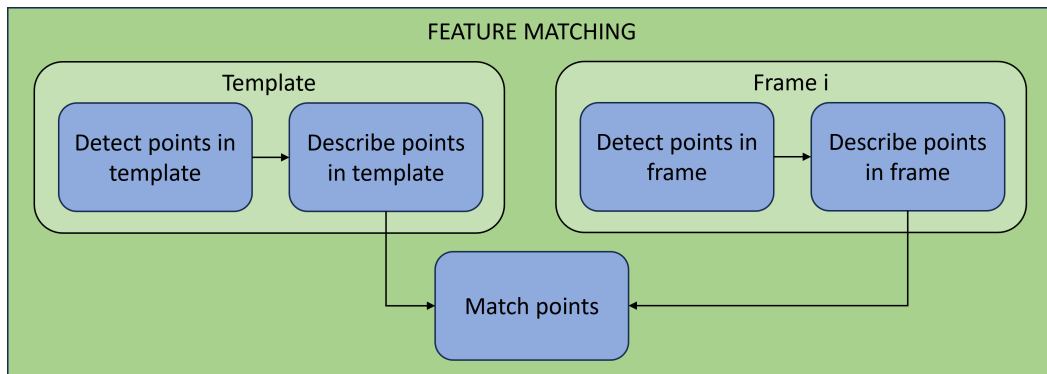 FEATURE MATCHING
Template
Detect points in
template
Describe points
in template
Frame i
Detect points in
frame
Describe points
in frame
Match points